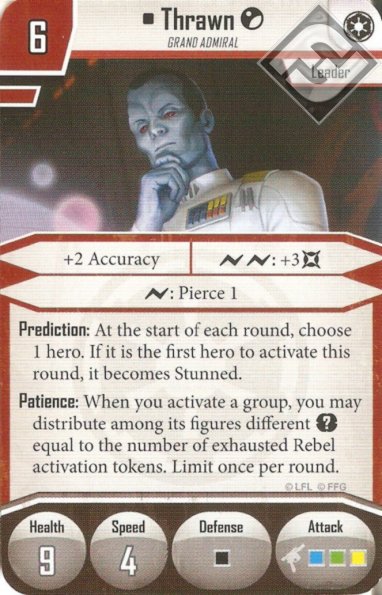 6
Thrawn
GRAND ADMIRAL
Leader
+2 Accuracy
: +3
: Pierce 1
Prediction: At the start of each round, choose
1 hero. If it is the first hero to activate this
round, it becomes Stunned.
Patience: When you activate a group, you may
distribute among its figures different ?
equal to the number of exhausted Rebel
activation tokens. Limit once per round.
© LFL © FFG
Health
Speed
Defense
Attack
9
4